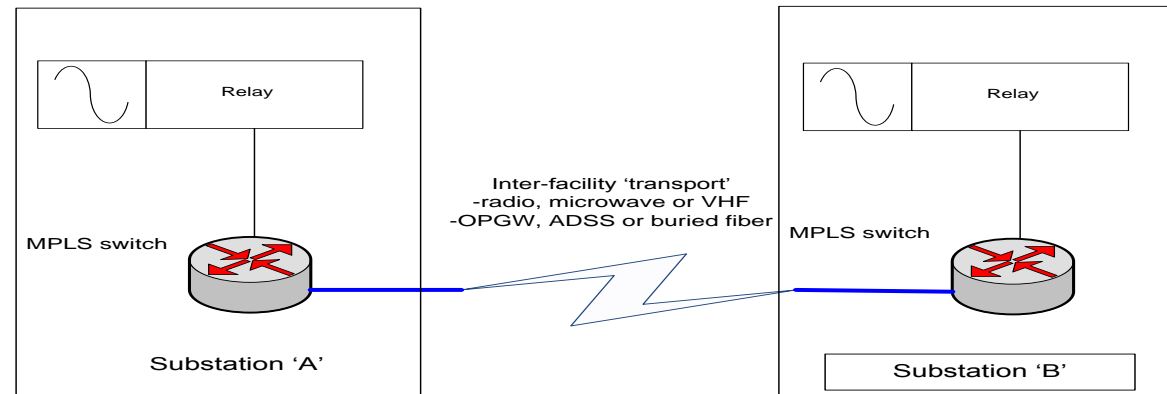 Relay
MPLS switch
Substation ‘A’
Inter-facility ‘transport’
-radio, microwave or VHF
-OPGW, ADSS or buried fiber
Relay
MPLS switch
Substation ‘B’